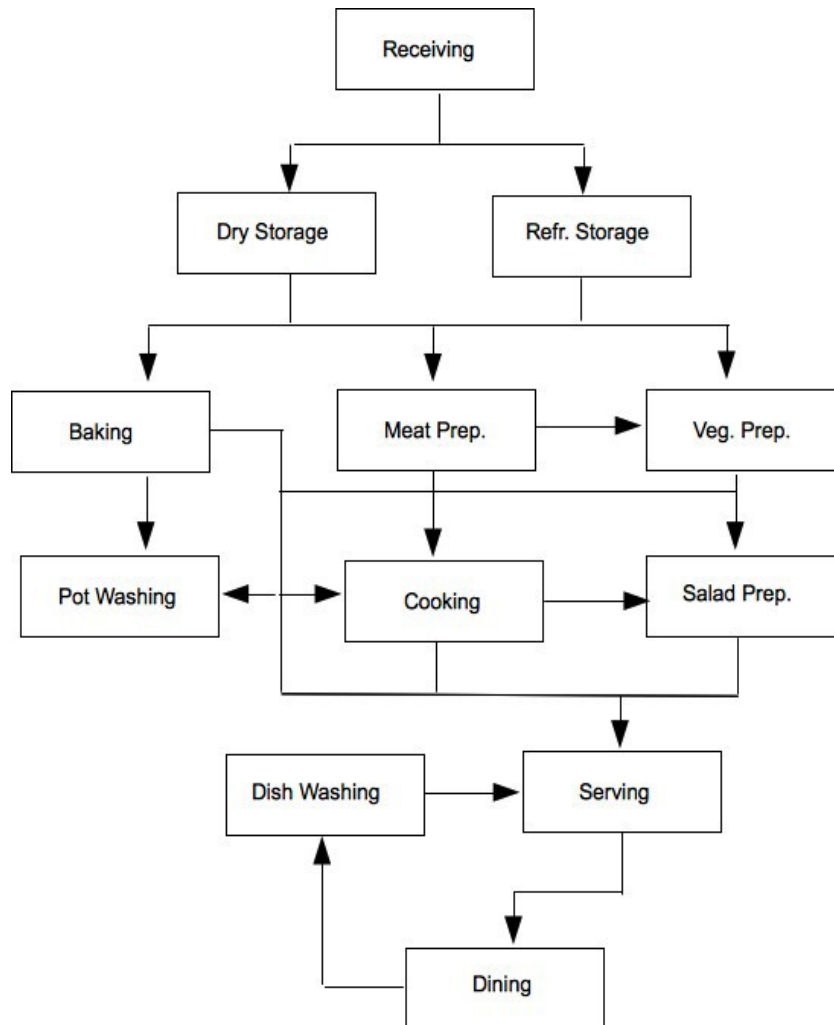 Receiving
Dry Storage
Refr. Storage
Baking
Meat Prep.
Veg. Prep.
Pot Washing
Cooking
Salad Prep.
Dish Washing
Serving
Dining